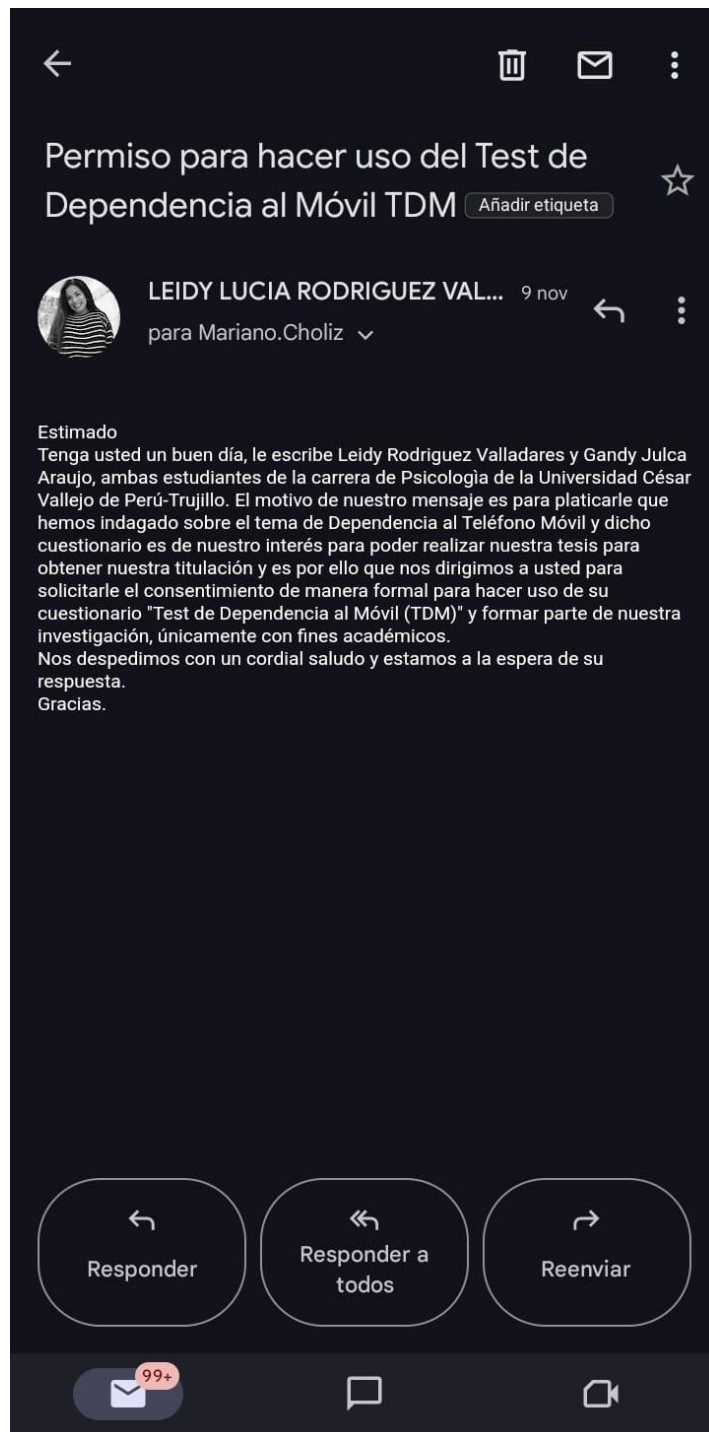 Permiso para hacer uso del Test de
Dependencia al Móvil TDM Añadir etiqueta
LEIDY LUCIA RODRIGUEZ VAL... 9 nov
para Mariano.Choliz
Estimado
Tenga usted un buen día, le escribe Leidy Rodriguez Valladares y Gandy Julca
Araujo, ambas estudiantes de la carrera de Psicologìa de la Universidad César
Vallejo de Perú-Trujillo. El motivo de nuestro mensaje es para platicarle que
hemos indagado sobre el tema de Dependencia al Teléfono Móvil y dicho
cuestionario es de nuestro interés para poder realizar nuestra tesis para
obtener nuestra titulación y es por ello que nos dirigimos a usted para
solicitarle el consentimiento de manera formal para hacer uso de su
cuestionario "Test de Dependencia al Móvil (TDM)" y formar parte de nuestra
investigación, únicamente con fines académicos.
Nos despedimos con un cordial saludo y estamos a la espera de su
respuesta.
Gracias.
Responder
Responder a
todos
Reenviar
99+